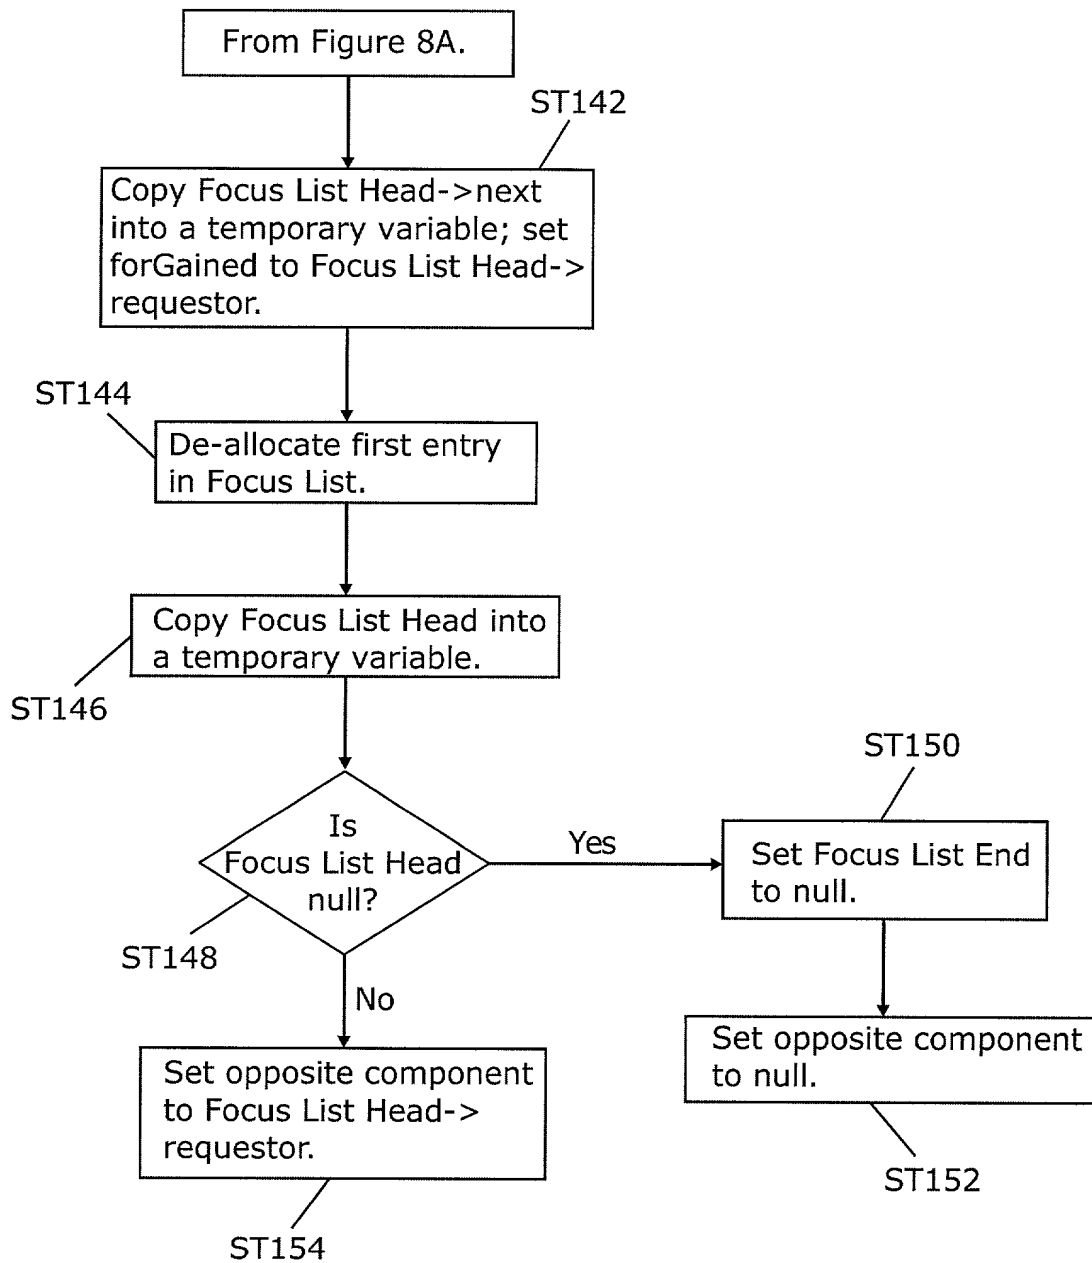 From Figure 8A.
ST142
Copy Focus List Head->next
into a temporary variable; set
forGained to Focus List Head->
requestor.
ST144
De-allocate first entry
in Focus List.
Copy Focus List Head into
a temporary variable.
ST146
Is
Focus List Head
null?
ST148
Yes
ST150
Set Focus List End
to null.
No
Set opposite component
to null.
ST152
Set opposite component
to Focus List Head->
requestor.
ST154